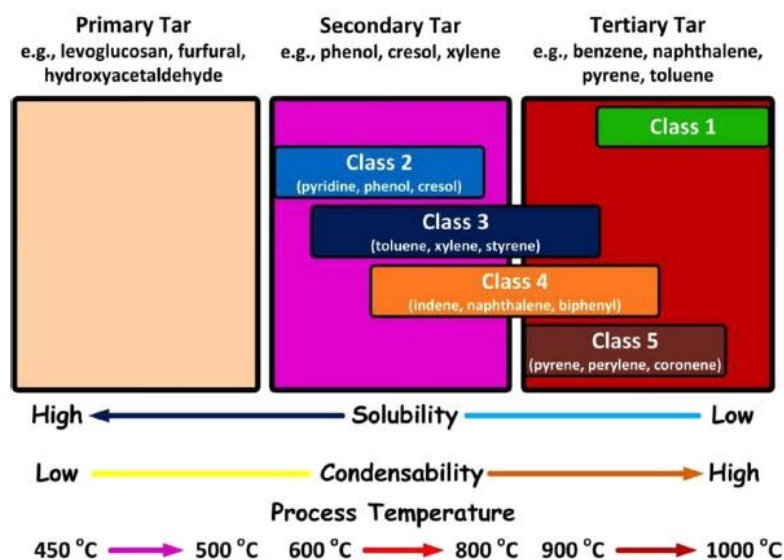 Primary Tar
e.g., levoglucosan, furfural,
hydroxyacetaldehyde
Secondary Tar
e.g., phenol, cresol, xylene
Tertiary Tar
e.g., benzene, naphthalene,
pyrene, toluene
Class 1
Class 2
(pyridine, phenol, cresol)
Class 3
(toluene, xylene, styrene)
Class 4
(indene, naphthalene, biphenyl)
Class 5
(pyrene, perylene, coronene)
High Solubility Low
Low Condensability High
Process Temperature
450 °C 500 °C 600 °C 800 °C 900 °C 1000 °C